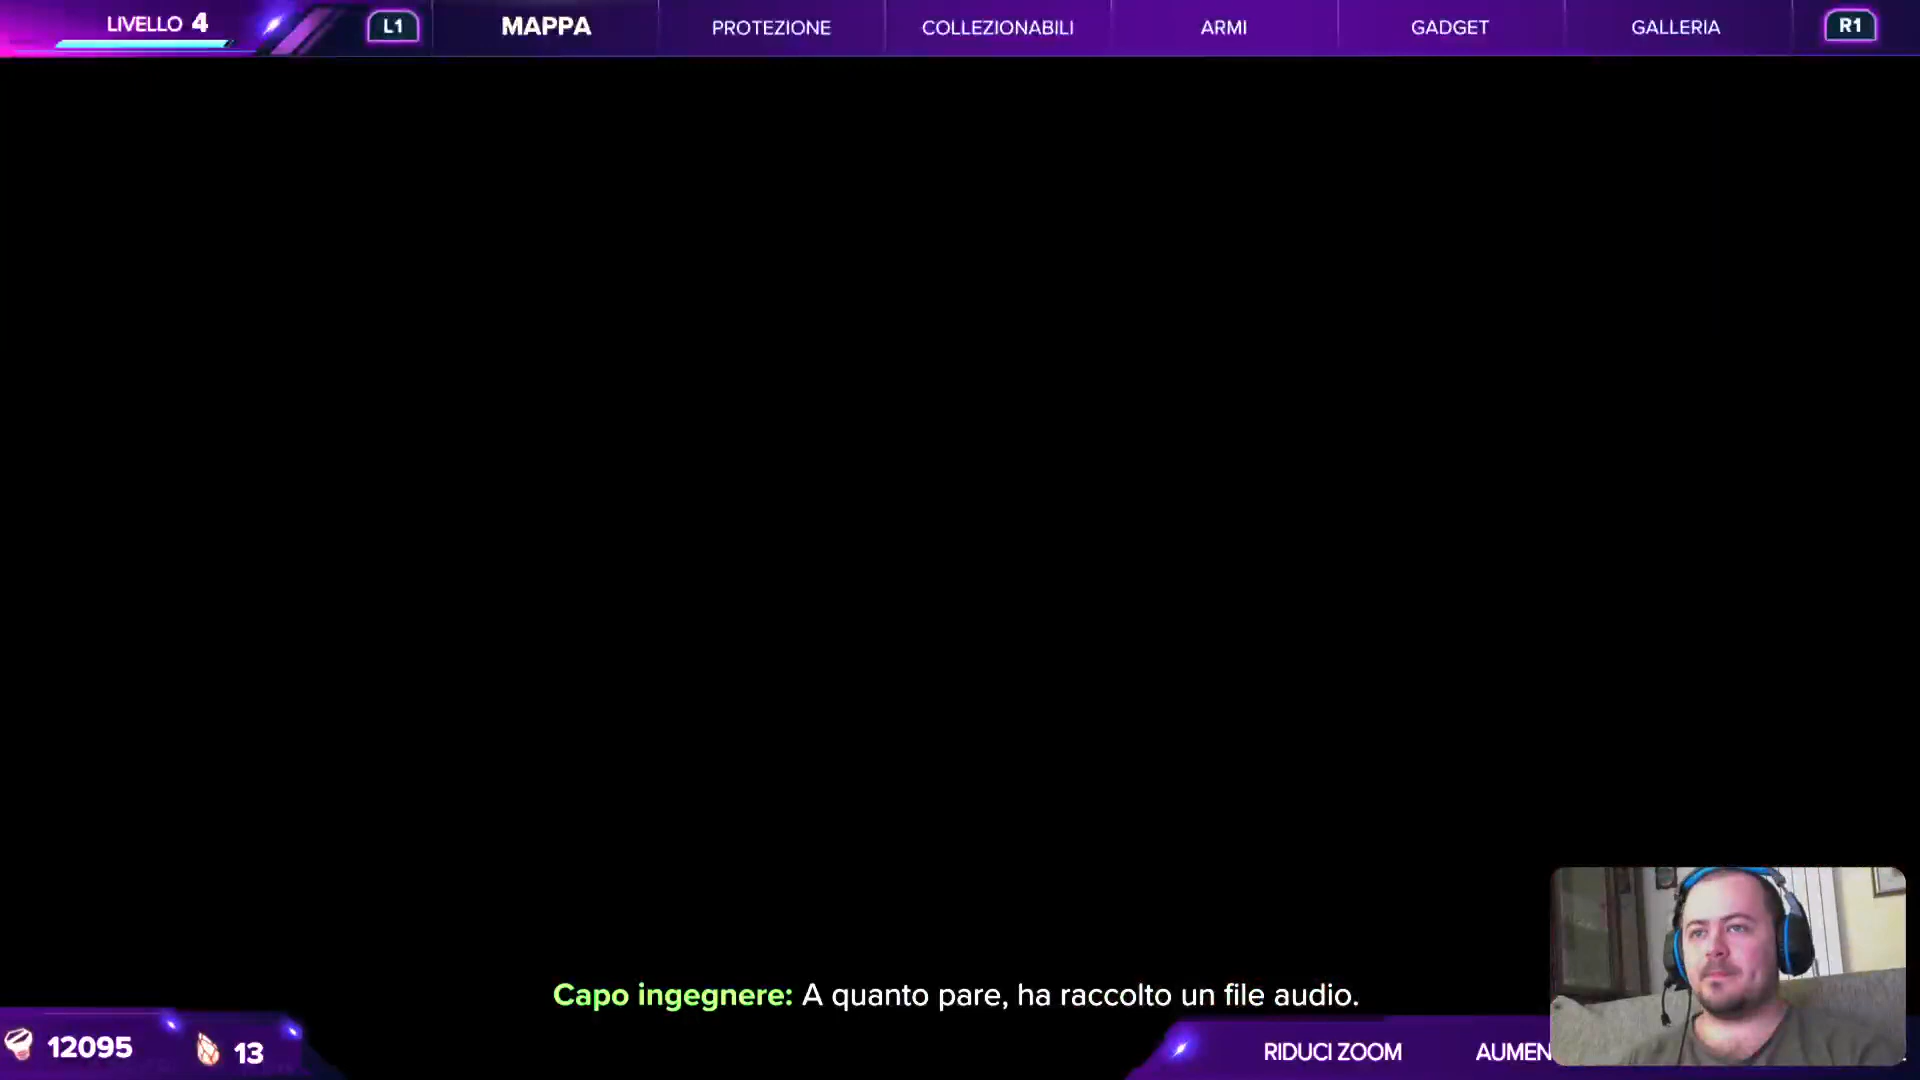 LIVELLO 4
L1
MAPPA
PROTEZIONE
COLLEZIONABILI
ARMI
GADGET
GALLERIA
R1
Capo ingegnere: A quanto pare, ha raccolto un file audio.
12095
13
RIDUCI ZOOM
AUMEN